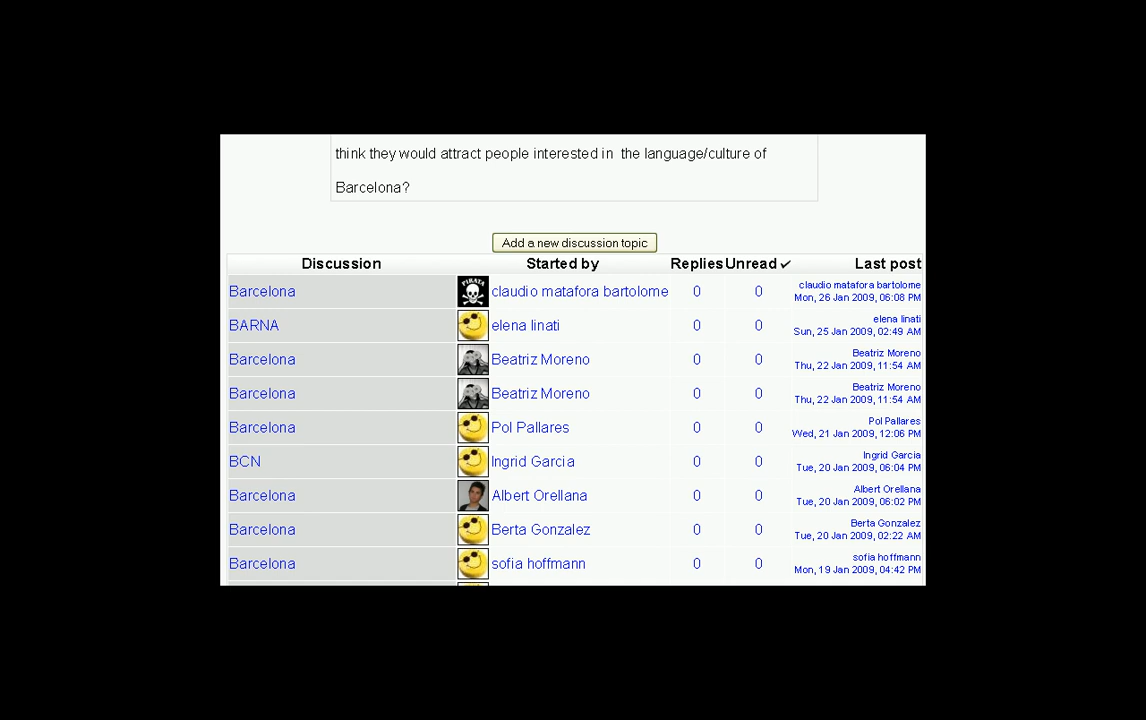 think they would attract people interested in the language/culture of
Barcelona?
Add a new discussion topic
Discussion Started by Replies Unread ✓ Last post
Barcelona PIRATA claudio matafora bartolome 0 0 claudio matafora bartolome
Mon, 26 Jan 2009, 06:08 PM
BARNA elena linati 0 0 elena linati
Sun, 25 Jan 2009, 02:49 AM
Barcelona Beatriz Moreno 0 0 Beatriz Moreno
Thu, 22 Jan 2009, 11:54 AM
Barcelona Beatriz Moreno 0 0 Beatriz Moreno
Thu, 22 Jan 2009, 11:54 AM
Barcelona Pol Pallares 0 0 Pol Pallares
Wed, 21 Jan 2009, 12:06 PM
BCN Ingrid Garcia 0 0 Ingrid Garcia
Tue, 20 Jan 2009, 06:04 PM
Barcelona Albert Orellana 0 0 Albert Orellana
Tue, 20 Jan 2009, 06:02 PM
Barcelona Berta Gonzalez 0 0 Berta Gonzalez
Tue, 20 Jan 2009, 02:22 AM
Barcelona sofia hoffmann 0 0 sofia hoffmann
Mon, 19 Jan 2009, 04:42 PM